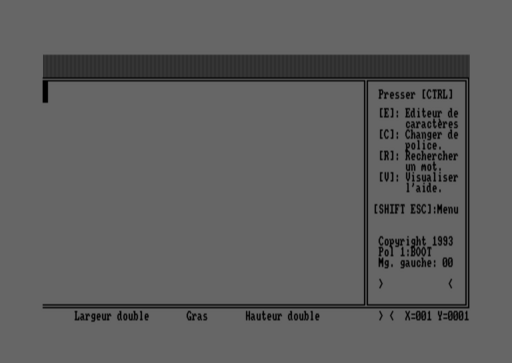 Presser [CTRL]
[E]: Editeur de
caractères
[C]: Changer de
police.
[R]: Rechercher
un mot.
[V]: Visualiser
l'aide.
[SHIFT ESC]:Menu
Copyright 1993
Pol 1:BOOT
Mg. gauche: 00
> <
Largeur double Gras Hauteur double > < X=001 Y=0001